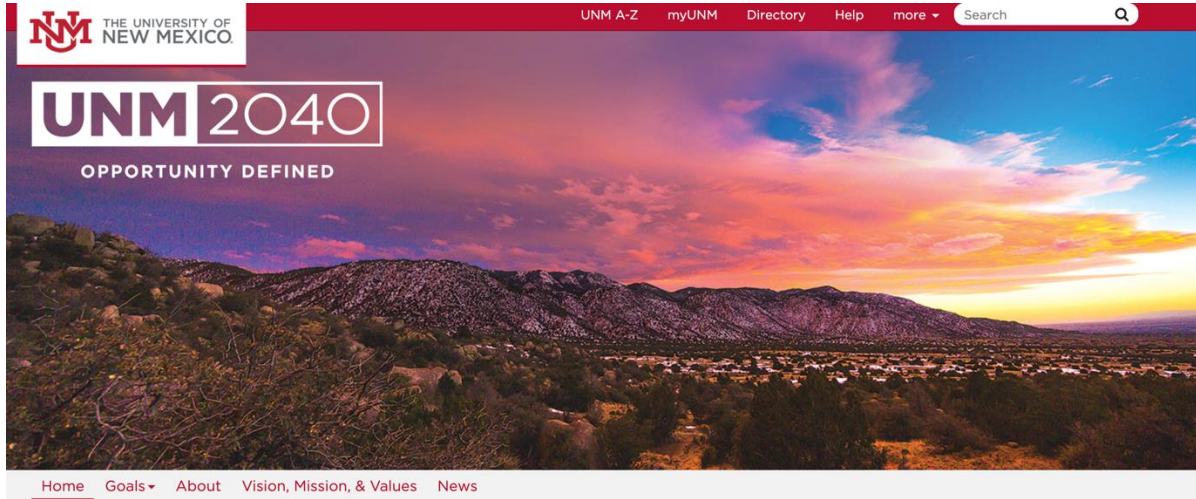 UNM A-Z myUNM Directory Help more Search
THE UNIVERSITY OF
NEW MEXICO.
UNM 2040
OPPORTUNITY DEFINED
Home Goals About Vision, Mission, & Values News